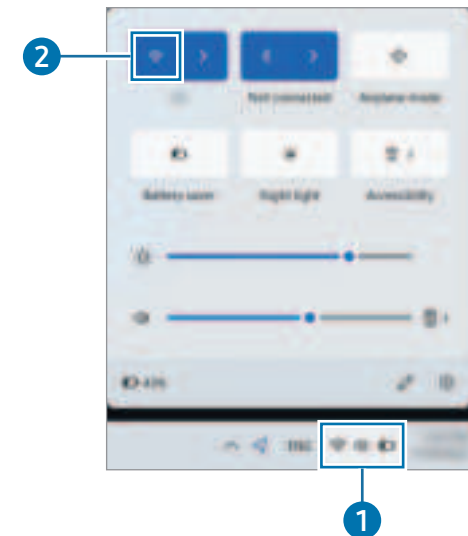 2
Not connected
Airplane mode
Battery saver
Night light
Accessibility
ENG
1